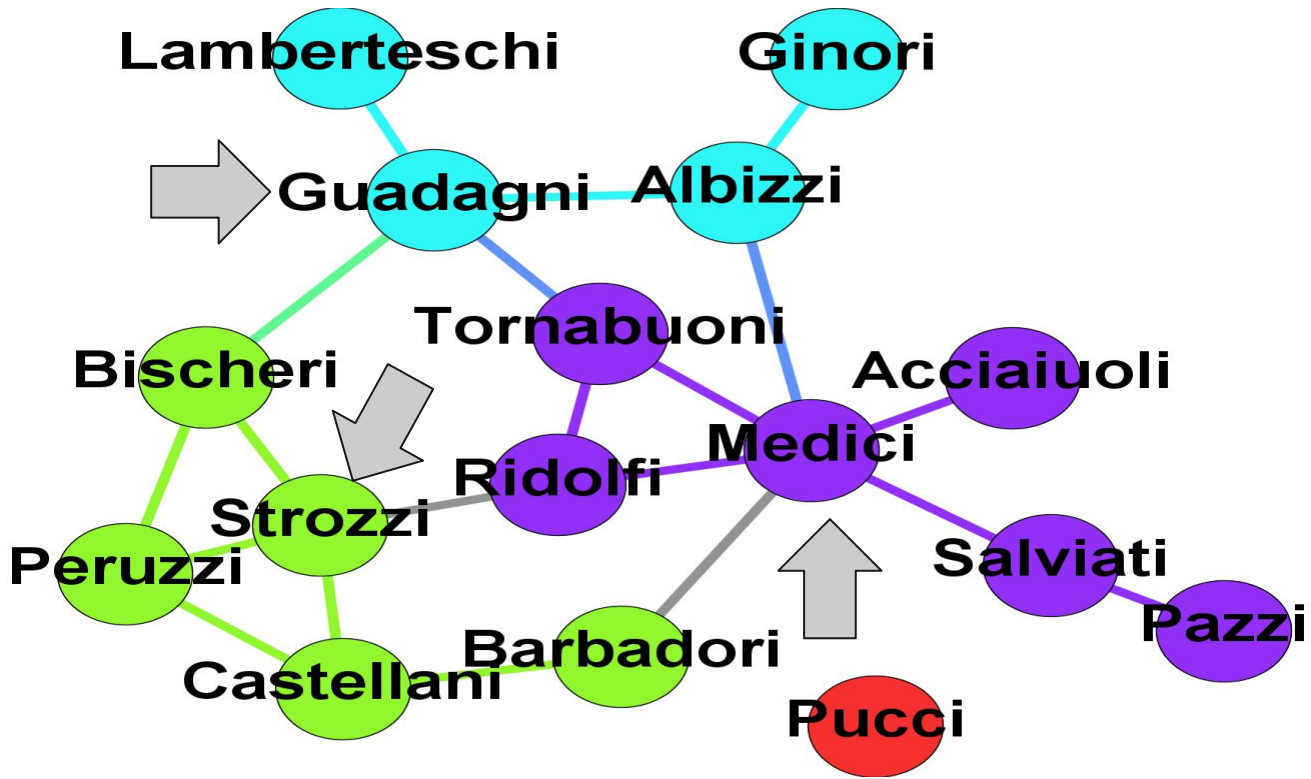 Lamberteschi
Ginori
Guadagni
Albizzi
Tornabuoni
Bischeri
Acciaiuoli
Medici
Ridolfi
Strozzi
Peruzzi
Salviati
Pazzi
Barbadori
Castellani
Pucci